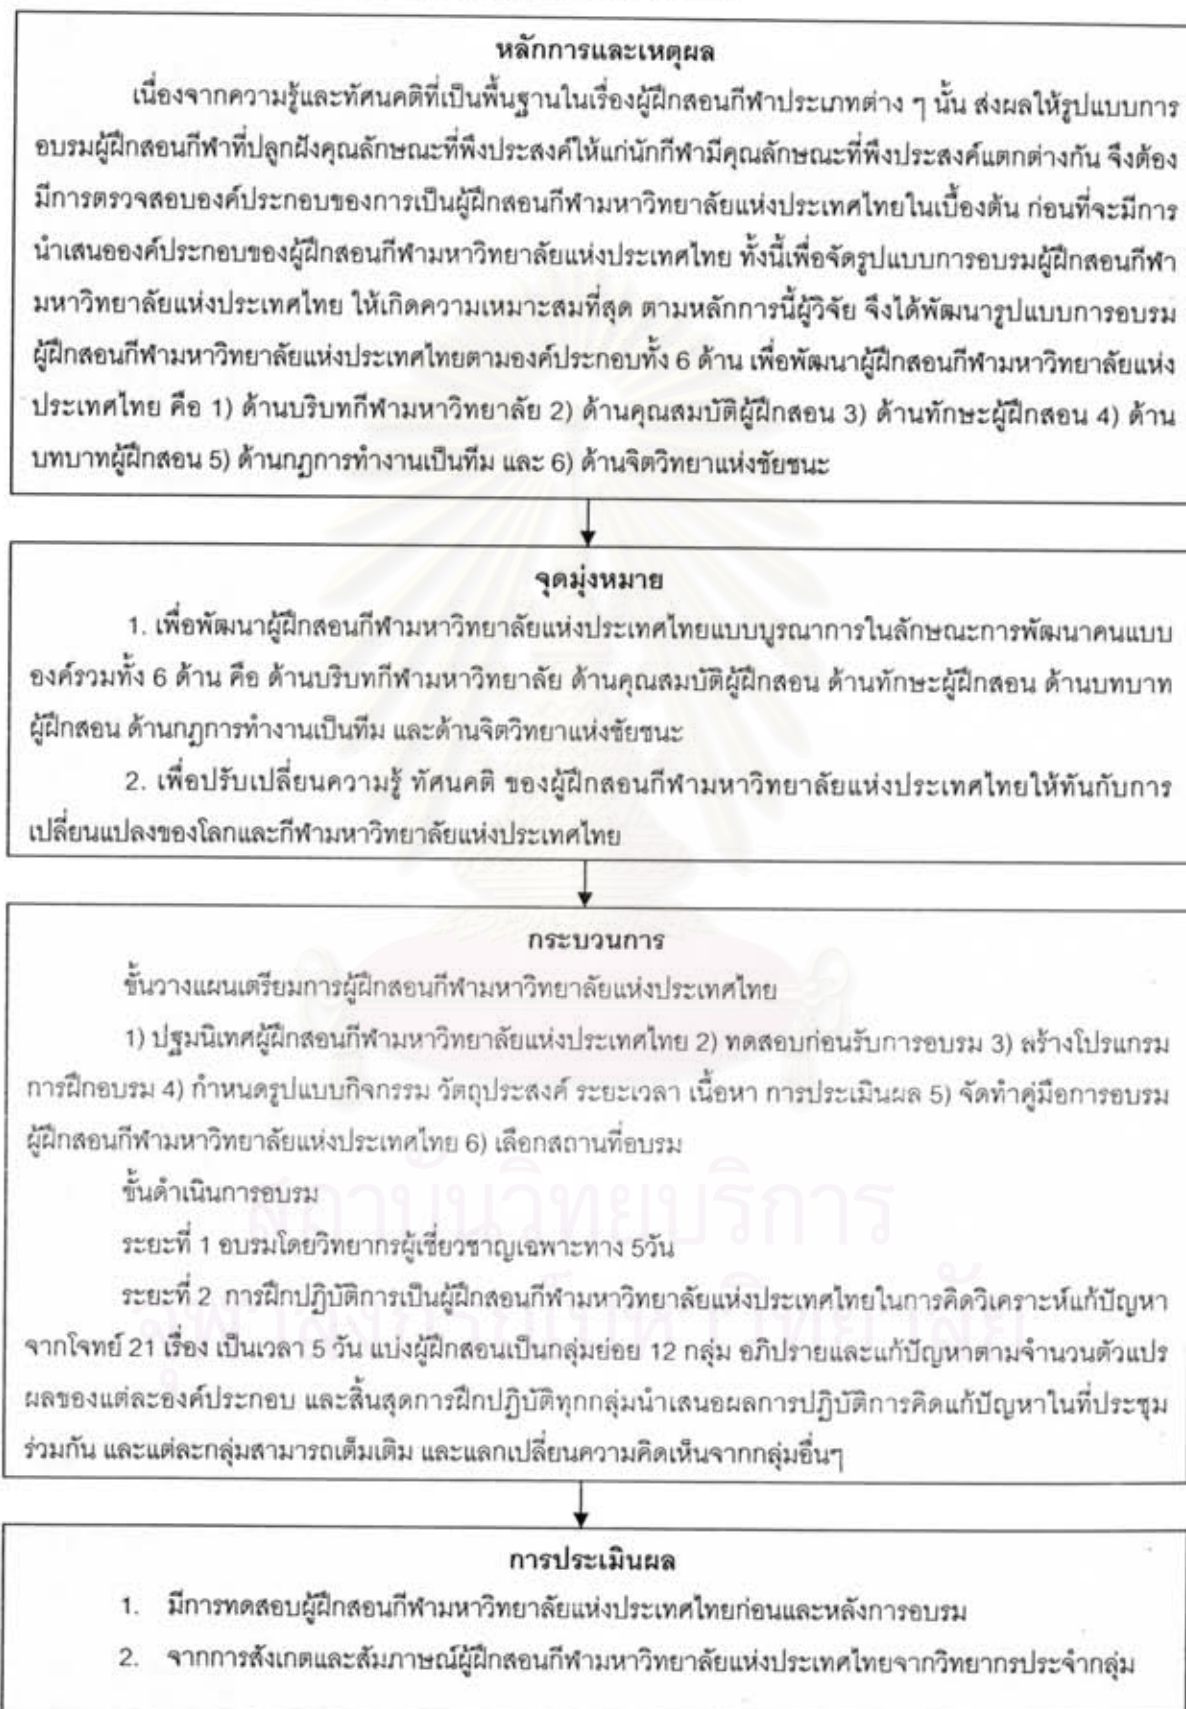 หลักการและเหตุผล
เนื่องจากความรู้และทัศนคติที่เป็นพื้นฐานในเรื่องผู้ฝึกสอนกีฬาประเภทต่าง ๆ นั้น ส่งผลให้รูปแบบการ
อบรมผู้ฝึกสอนกีฬาที่ปลูกฝังคุณลักษณะที่พึงประสงค์ให้แก่นักกีฬามีคุณลักษณะที่พึงประสงค์แตกต่างกัน จึงต้อง
มีการตรวจสอบองค์ประกอบของการเป็นผู้ฝึกสอนกีฬามหาวิทยาลัยแห่งประเทศไทยในเบื้องต้น ก่อนที่จะมีการ
นำเสนอองค์ประกอบของผู้ฝึกสอนกีฬามหาวิทยาลัยแห่งประเทศไทย ทั้งนี้เพื่อจัดรูปแบบการอบรมผู้ฝึกสอนกีฬา
มหาวิทยาลัยแห่งประเทศไทย ให้เกิดความเหมาะสมที่สุด ตามหลักการนี้ผู้วิจัย จึงได้พัฒนารูปแบบการอบรม
ผู้ฝึกสอนกีฬามหาวิทยาลัยแห่งประเทศไทยตามองค์ประกอบทั้ง 6 ด้าน เพื่อพัฒนาผู้ฝึกสอนกีฬามหาวิทยาลัยแห่ง
ประเทศไทย คือ 1) ด้านบริบทกีฬามหาวิทยาลัย 2) ด้านคุณสมบัติผู้ฝึกสอน 3) ด้านทักษะผู้ฝึกสอน 4) ด้าน
บทบาทผู้ฝึกสอน 5) ด้านกฎการทำงานเป็นทีม และ 6) ด้านจิตวิทยาแห่งชัยชนะ
จุดมุ่งหมาย
1. เพื่อพัฒนาผู้ฝึกสอนกีฬามหาวิทยาลัยแห่งประเทศไทยแบบบูรณาการในลักษณะการพัฒนาคนแบบ
องค์รวมทั้ง 6 ด้าน คือ ด้านบริบทกีฬามหาวิทยาลัย ด้านคุณสมบัติผู้ฝึกสอน ด้านทักษะผู้ฝึกสอน ด้านบทบาท
ผู้ฝึกสอน ด้านกฎการทำงานเป็นทีม และด้านจิตวิทยาแห่งชัยชนะ
2. เพื่อปรับเปลี่ยนความรู้ ทัศนคติ ของผู้ฝึกสอนกีฬามหาวิทยาลัยแห่งประเทศไทยให้ทันกับการ
เปลี่ยนแปลงของโลกและกีฬามหาวิทยาลัยแห่งประเทศไทย
กระบวนการ
ขั้นวางแผนเตรียมการผู้ฝึกสอนกีฬามหาวิทยาลัยแห่งประเทศไทย
1) ปฐมนิเทศผู้ฝึกสอนกีฬามหาวิทยาลัยแห่งประเทศไทย 2) ทดสอบก่อนรับการอบรม 3) สร้างโปรแกรม
การฝึกอบรม 4) กำหนดรูปแบบกิจกรรม วัตถุประสงค์ ระยะเวลา เนื้อหา การประเมินผล 5) จัดทำคู่มือการอบรม
ผู้ฝึกสอนกีฬามหาวิทยาลัยแห่งประเทศไทย 6) เลือกสถานที่อบรม
ขั้นดำเนินการอบรม
สถาบันวิทยบริการ
ระยะที่ 1 อบรมโดยวิทยากรผู้เชี่ยวชาญเฉพาะทาง 5วัน
ระยะที่ 2 การฝึกปฏิบัติการเป็นผู้ฝึกสอนกีฬามหาวิทยาลัยแห่งประเทศไทยในการคิดวิเคราะห์แก้ปัญหา
จุฬาลงกรณ์มหาวิทยาลัย
จากโจทย์ 21 เรื่อง เป็นเวลา 5 วัน แบ่งผู้ฝึกสอนเป็นกลุ่มย่อย 12 กลุ่ม อภิปรายและแก้ปัญหาตามจำนวนตัวแปร
ผลของแต่ละองค์ประกอบ และสิ้นสุดการฝึกปฏิบัติทุกกลุ่มนำเสนอผลการปฏิบัติการคิดแก้ปัญหาในที่ประชุม
ร่วมกัน และแต่ละกลุ่มสามารถเติมเติม และแลกเปลี่ยนความคิดเห็นจากกลุ่มอื่นๆ
การประเมินผล
1. มีการทดสอบผู้ฝึกสอนกีฬามหาวิทยาลัยแห่งประเทศไทยก่อนและหลังการอบรม
2. จากการสังเกตและสัมภาษณ์ผู้ฝึกสอนกีฬามหาวิทยาลัยแห่งประเทศไทยจากวิทยากรประจำกลุ่ม